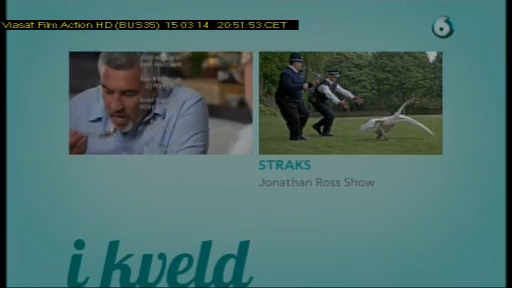 Viasat Film Action HD (BUS35) 15:03:14 20:51:53 CET
6
STRAKS
Jonathan Ross Show
i kveld